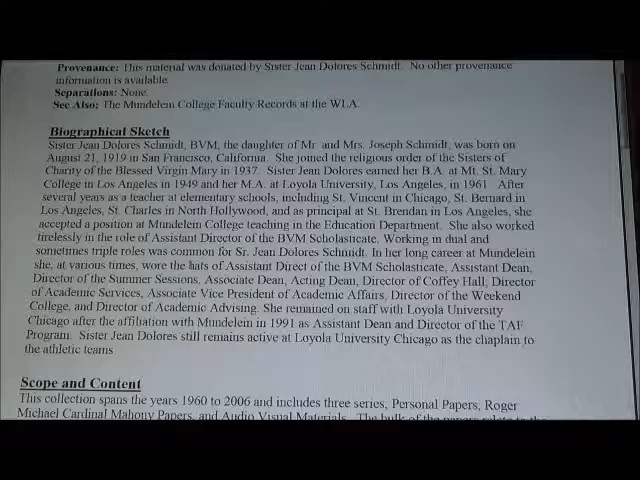 Provenance: This material was donated by Sister Jean Dolores Schmidt. No other provenance
information is available.
Separations: None.
See Also: The Mundelein College Faculty Records at the WLA.
Biographical Sketch
Sister Jean Dolores Schmidt, BVM, the daughter of Mr and Mrs. Joseph Schmidt, was born on
August 21, 1919 in San Francisco, California. She joined the religious order of the Sisters of
Charity of the Blessed Virgin Mary in 1937. Sister Jean Dolores earned her B.A. at Mt. St. Mary
College in Los Angeles in 1949 and her M.A. at Loyola University, Los Angeles, in 1961 After
several years as a teacher at elementary schools, including St. Vincent in Chicago, St. Bernard in
Los Angeles, St. Charles in North Hollywood, and as principal at St. Brendan in Los Angeles, she
accepted a position at Mundelein College teaching in the Education Department. She also worked
tirelessly in the role of Assistant Director of the BVM Scholasticate. Working in dual and
sometimes triple roles was common for Sr. Jean Dolores Schmidt. In her long career at Mundelein
she, at various times, wore the hats of Assistant Direct of the BVM Scholasticate, Assistant Dean,
Director of the Summer Sessions, Associate Dean, Acting Dean, Director of Coffey Hall, Director
of Academic Services, Associate Vice President of Academic Affairs, Director of the Weekend
College, and Director of Academic Advising. She remained on staff with Loyola University
Chicago after the affiliation with Mundelein in 1991 as Assistant Dean and Director of the TAF
Program. Sister Jean Dolores still remains active at Loyola University Chicago as the chaplain to
the athletic teams.
Scope and Content
This collection spans the years 1960 to 2006 and includes three series; Personal Papers, Roger
Michael Cardinal Mahony Papers, and Audio Visual Materials. The bulk of the papers relate to the